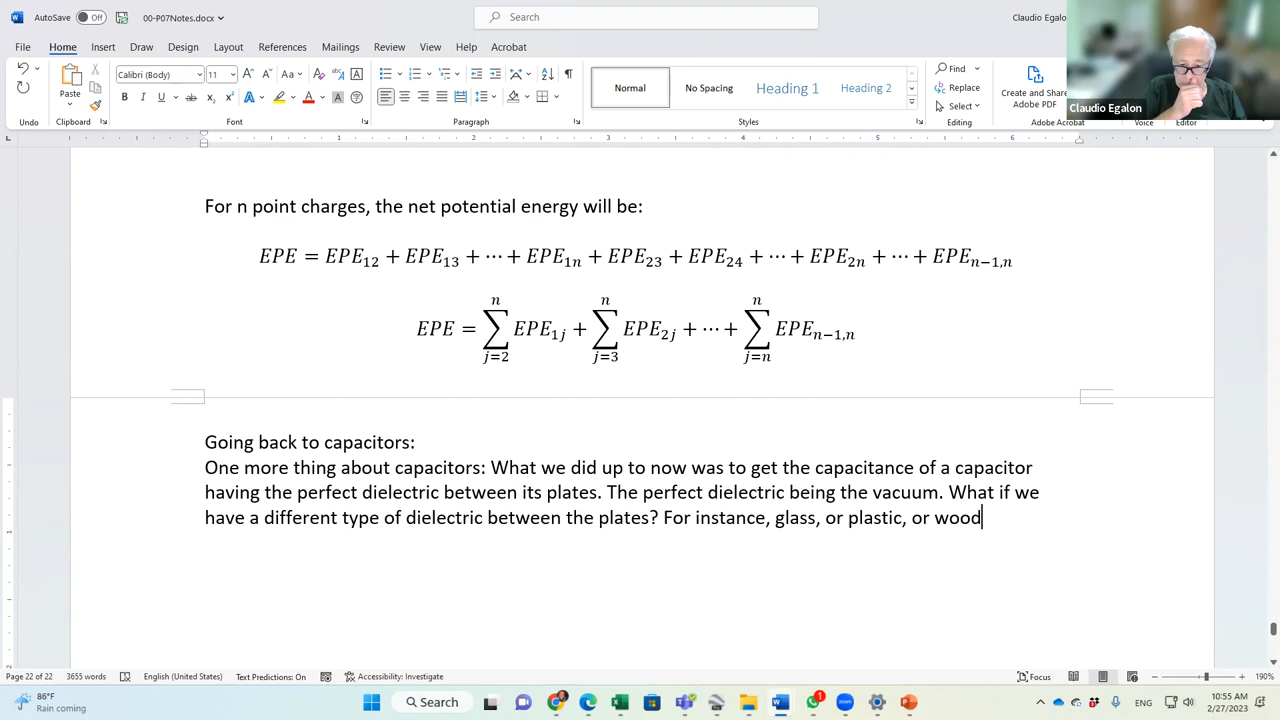 AutoSave Off 00-P07Notes.docx Search Claudio Egalon
File Home Insert Draw Design Layout References Mailings Review View Help Acrobat
Paste Calibri (Body) 11 Normal No Spacing Heading 1 Heading 2 Find Replace Select Create and Share Adobe PDF
Claudio Egalon
Undo Clipboard Font Paragraph Styles Editing Adobe Acrobat Voice Editor
1 2 3 4 5 6
For n point charges, the net potential energy will be:
EPE = EPE₁₂ + EPE₁₃ + ⋯ + EPE₁ₙ + EPE₂₃ + EPE₂₄ + ⋯ + EPE₂ₙ + ⋯ + EPEₙ₋₁,ₙ
n n n
EPE = ∑ EPE₁ⱼ + ∑ EPE₂ⱼ + ⋯ + ∑ EPEₙ₋₁,ₙ
j=2 j=3 j=n
Going back to capacitors:
One more thing about capacitors: What we did up to now was to get the capacitance of a capacitor
having the perfect dielectric between its plates. The perfect dielectric being the vacuum. What if we
have a different type of dielectric between the plates? For instance, glass, or plastic, or wood
Page 22 of 22 3655 words English (United States) Text Predictions: On Accessibility: Investigate Focus 190%
86°F
Rain coming
Search
1
ENG
10:55 AM
2/27/2023